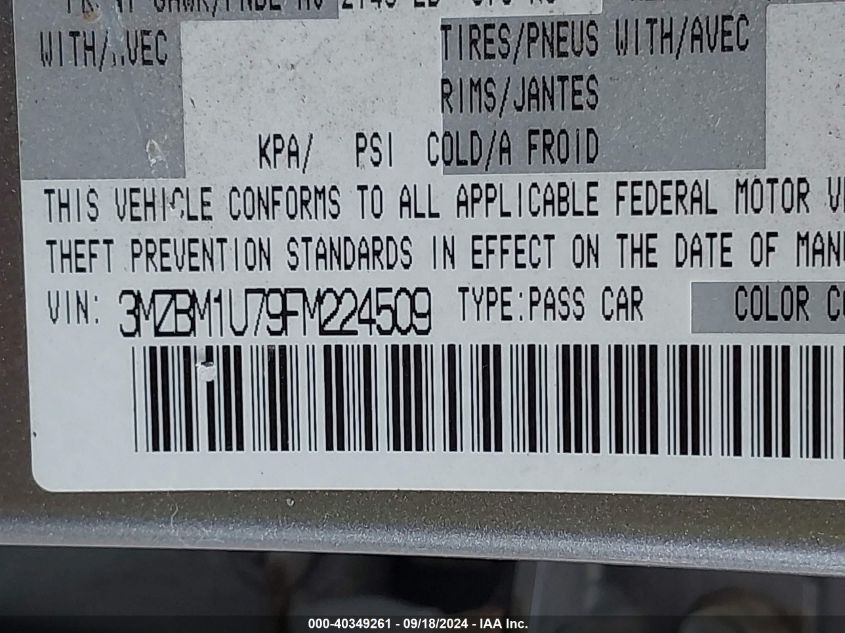 WITH/AVEC TIRES/PNEUS WITH/AVEC
RIMS/JANTES
KPA/ PSI COLD/A FROID
THIS VEHICLE CONFORMS TO ALL APPLICABLE FEDERAL MOTOR
THEFT PREVENTION STANDARDS IN EFFECT ON THE DATE OF MANU
VIN: 3MZBM1U79FM224509 TYPE:PASS CAR COLOR
000-40349261 - 09/18/2024 - IAA Inc.